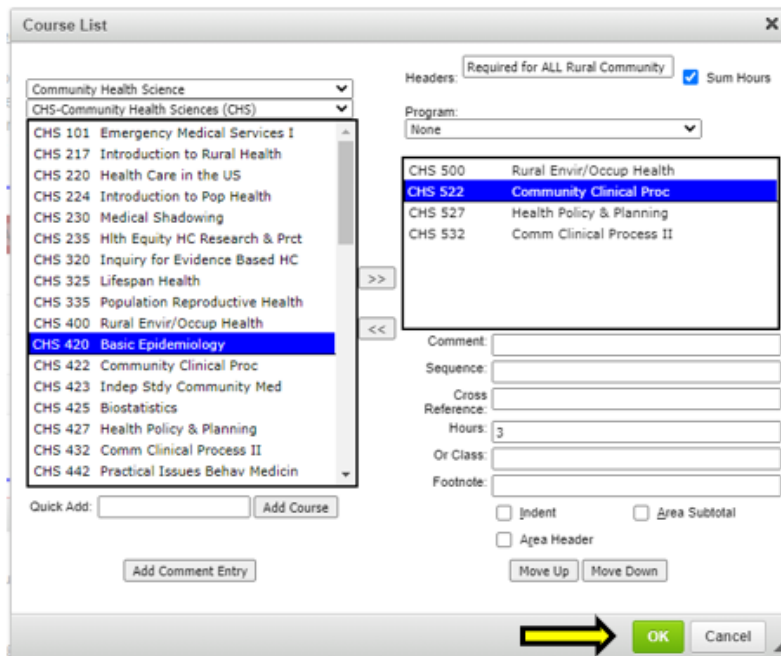 Course List
Community Health Science
CHS-Community Health Sciences (CHS)
CHS 101 Emergency Medical Services I
CHS 217 Introduction to Rural Health
CHS 220 Health Care in the US
CHS 224 Introduction to Pop Health
CHS 230 Medical Shadowing
CHS 235 Hlth Equity HC Research & Prct
CHS 320 Inquiry for Evidence Based HC
CHS 325 Lifespan Health
CHS 335 Population Reproductive Health
CHS 400 Rural Envir/Occup Health
CHS 420 Basic Epidemiology
CHS 422 Community Clinical Proc
CHS 423 Indep Stdy Community Med
CHS 425 Biostatistics
CHS 427 Health Policy & Planning
CHS 432 Comm Clinical Process II
CHS 442 Practical Issues Behav Medicin
Quick Add:
Add Course
Add Comment Entry
>>
<<
Headers: Required for ALL Rural Community
Sum Hours
Program:
None
CHS 500 Rural Envir/Occup Health
CHS 522 Community Clinical Proc
CHS 527 Health Policy & Planning
CHS 532 Comm Clinical Process II
Comment:
Sequence:
Cross
Reference:
Hours: 3
Or Class:
Footnote:
Indent
Area Subtotal
Area Header
Move Up
Move Down
OK
Cancel